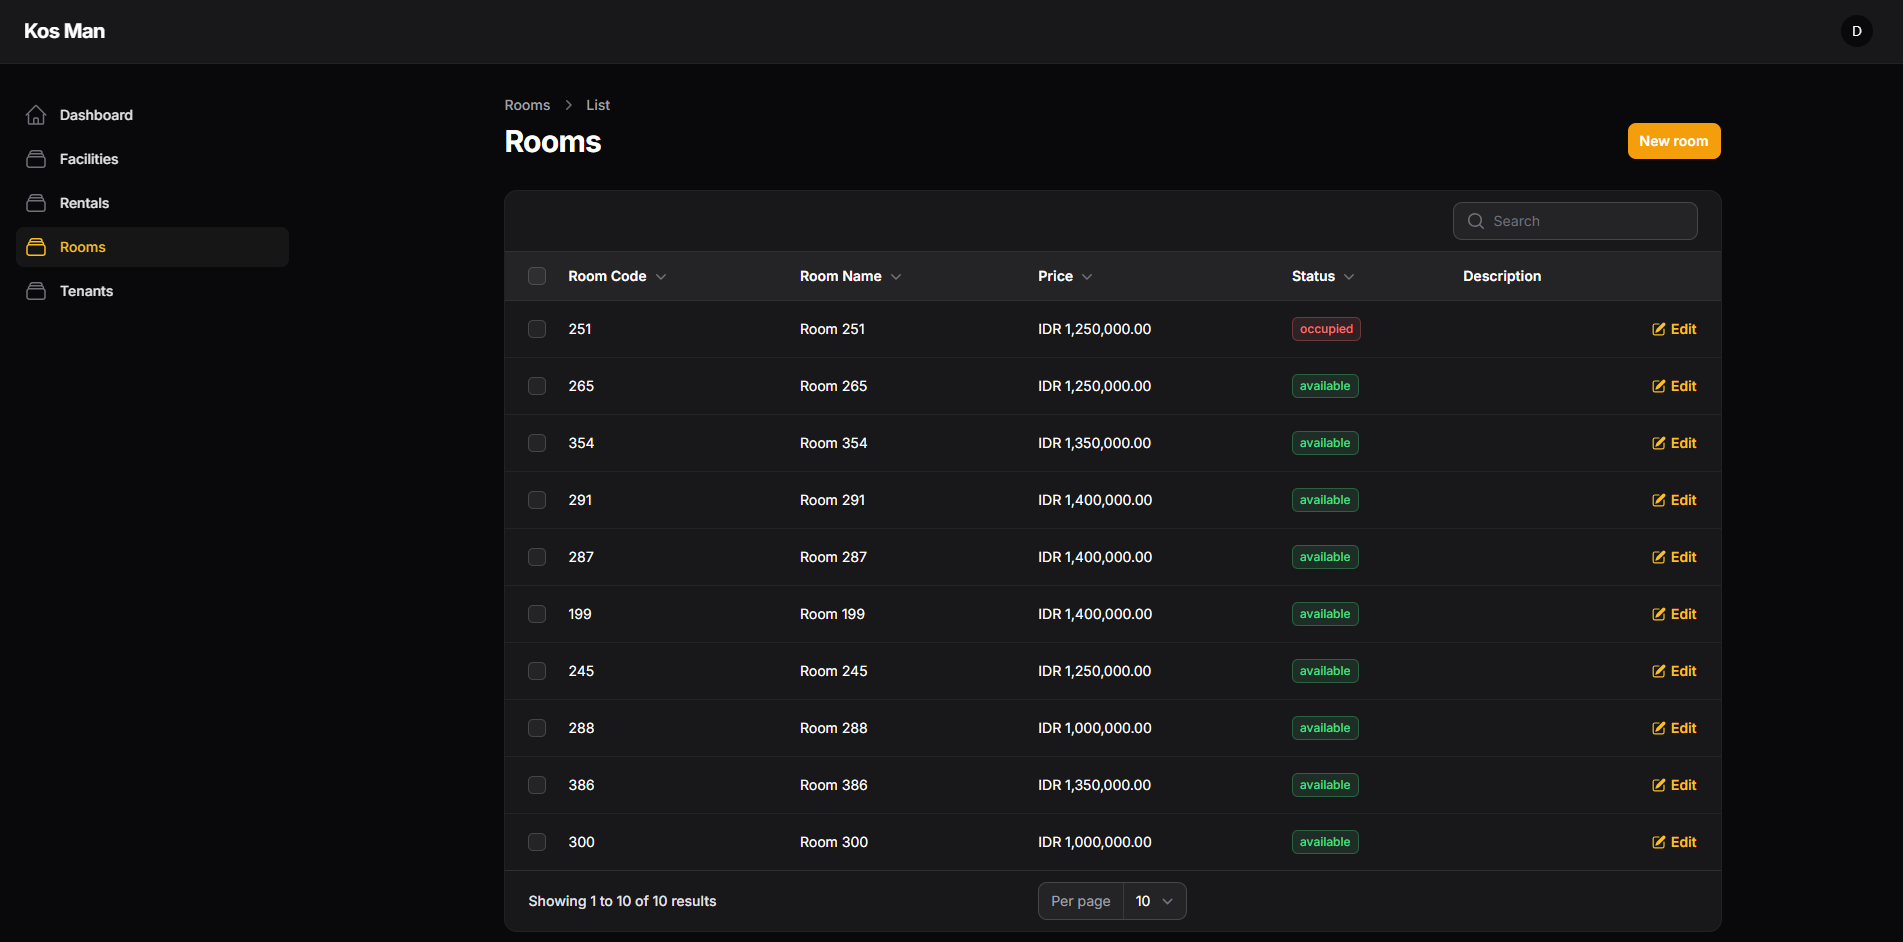 Kos Man
D
Dashboard
Facilities
Rentals
Rooms
Tenants
Rooms > List
Rooms
New room
Search
Room Code Room Name Price Status Description
251 Room 251 IDR 1,250,000.00 occupied Edit
265 Room 265 IDR 1,250,000.00 available Edit
354 Room 354 IDR 1,350,000.00 available Edit
291 Room 291 IDR 1,400,000.00 available Edit
287 Room 287 IDR 1,400,000.00 available Edit
199 Room 199 IDR 1,400,000.00 available Edit
245 Room 245 IDR 1,250,000.00 available Edit
288 Room 288 IDR 1,000,000.00 available Edit
386 Room 386 IDR 1,350,000.00 available Edit
300 Room 300 IDR 1,000,000.00 available Edit
Showing 1 to 10 of 10 results Per page 10